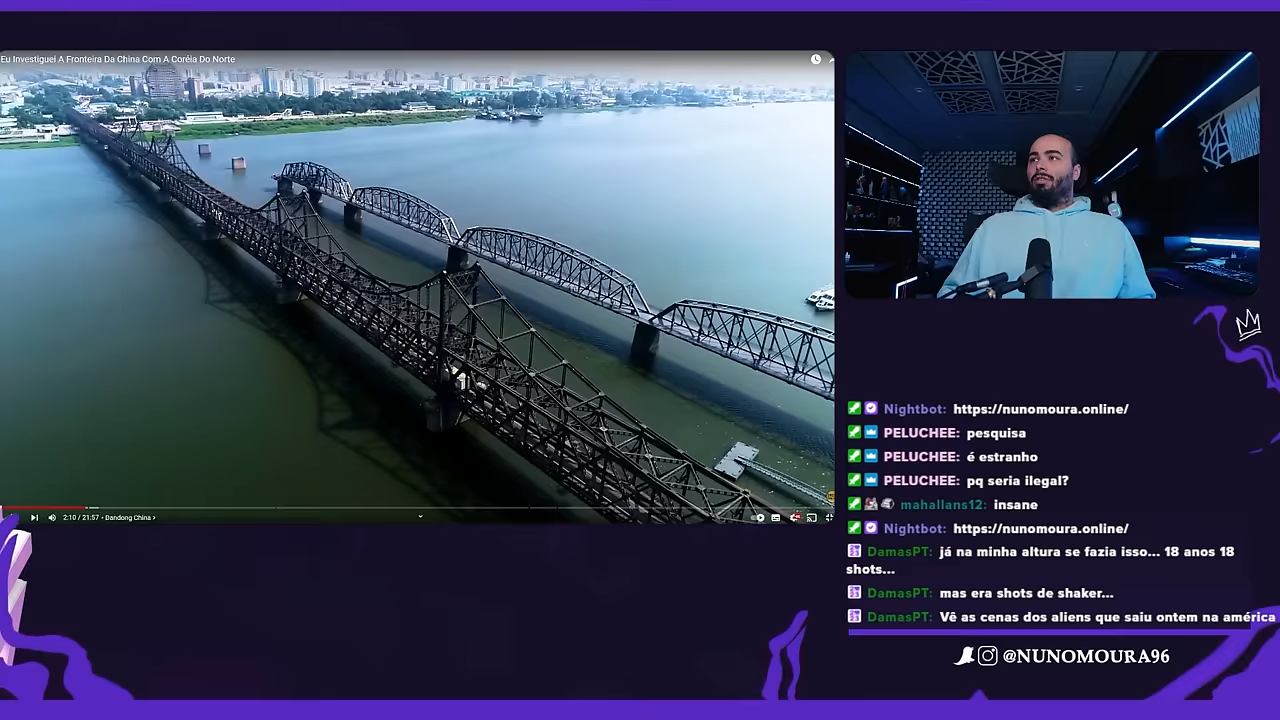 Eu Investiguei A Fronteira Da China Com A Coréia Do Norte
2:10 / 21:57 • Dandong China ›
Nightbot: https://nunomoura.online/
PELUCHEE: pesquisa
PELUCHEE: é estranho
PELUCHEE: pq seria ilegal?
mahallans12: insane
Nightbot: https://nunomoura.online/
DamasPT: já na minha altura se fazia isso... 18 anos 18
shots...
DamasPT: mas era shots de shaker...
DamasPT: Vê as cenas dos aliens que saiu ontem na américa
@NUNOMOURA96